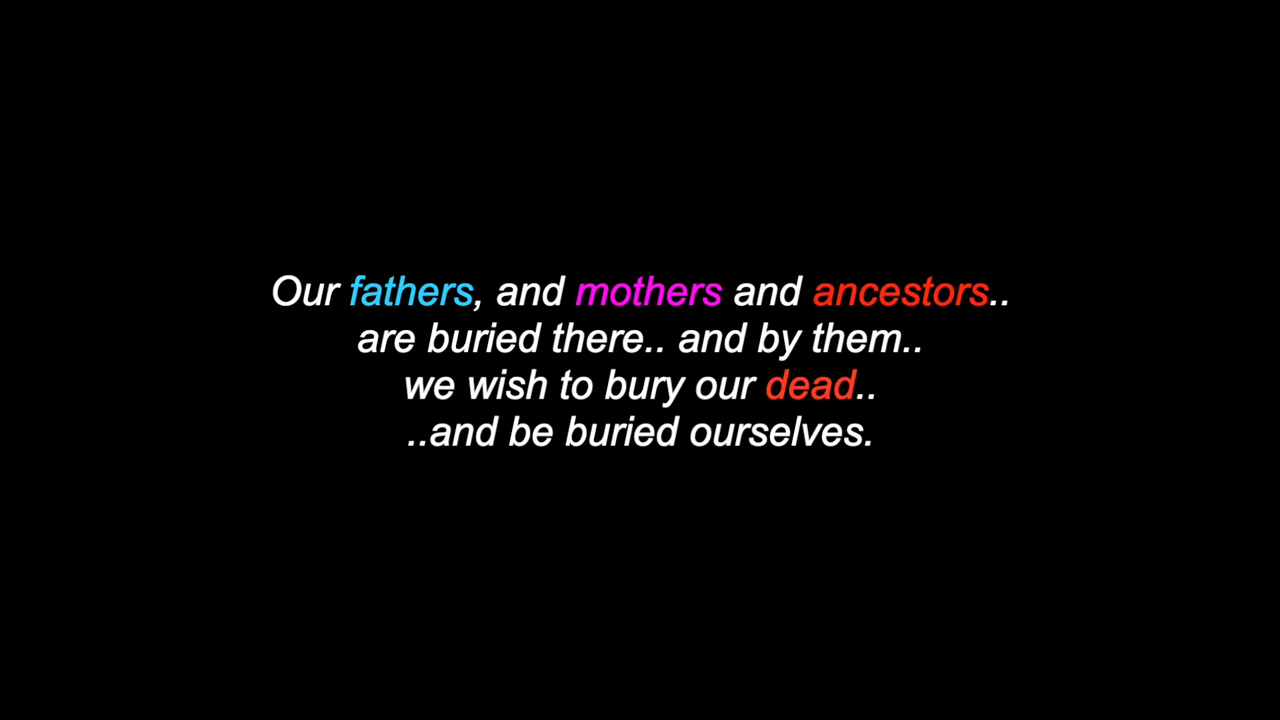 Our fathers, and mothers and ancestors..
are buried there.. and by them..
we wish to bury our dead..
..and be buried ourselves.